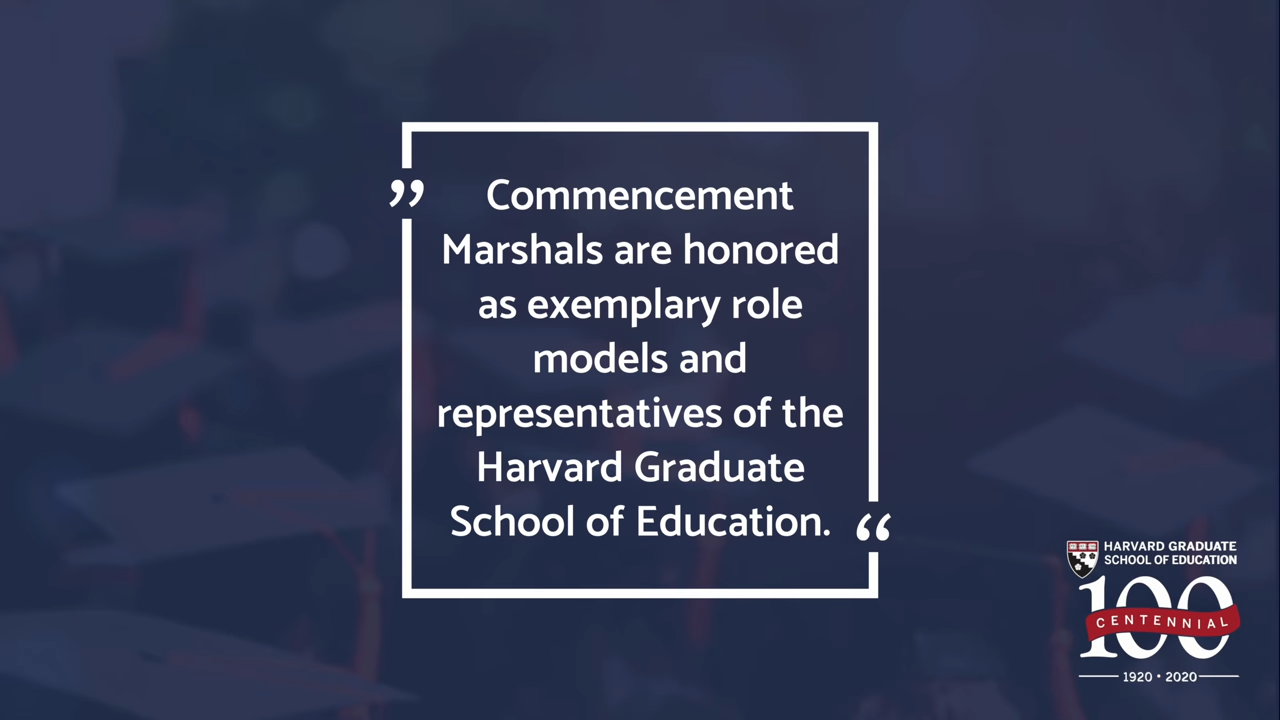 ”
Commencement
Marshals are honored
as exemplary role
models and
representatives of the
Harvard Graduate
School of Education.
“
HARVARD GRADUATE
SCHOOL OF EDUCATION
100
CENTENNIAL
1920 • 2020